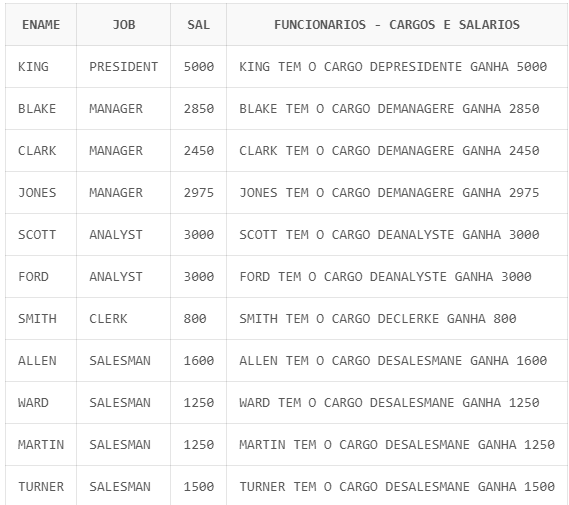 ENAME JOB SAL FUNCIONARIOS - CARGOS E SALARIOS
KING PRESIDENT 5000 KING TEM O CARGO DEPRESIDENTE GANHA 5000
BLAKE MANAGER 2850 BLAKE TEM O CARGO DEMANAGERE GANHA 2850
CLARK MANAGER 2450 CLARK TEM O CARGO DEMANAGERE GANHA 2450
JONES MANAGER 2975 JONES TEM O CARGO DEMANAGERE GANHA 2975
SCOTT ANALYST 3000 SCOTT TEM O CARGO DEANALYSTE GANHA 3000
FORD ANALYST 3000 FORD TEM O CARGO DEANALYSTE GANHA 3000
SMITH CLERK 800 SMITH TEM O CARGO DECLERKE GANHA 800
ALLEN SALESMAN 1600 ALLEN TEM O CARGO DESALESMANE GANHA 1600
WARD SALESMAN 1250 WARD TEM O CARGO DESALESMANE GANHA 1250
MARTIN SALESMAN 1250 MARTIN TEM O CARGO DESALESMANE GANHA 1250
TURNER SALESMAN 1500 TURNER TEM O CARGO DESALESMANE GANHA 1500